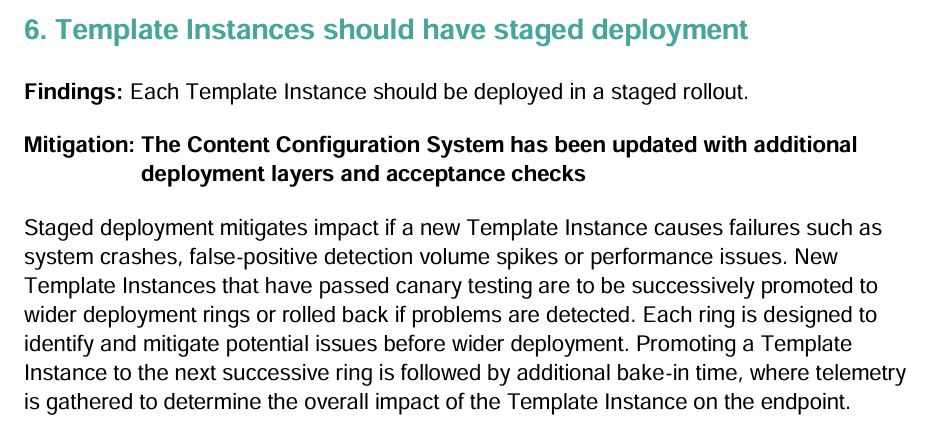 6. Template Instances should have staged deployment
Findings: Each Template Instance should be deployed in a staged rollout.
Mitigation: The Content Configuration System has been updated with additional
deployment layers and acceptance checks
Staged deployment mitigates impact if a new Template Instance causes failures such as
system crashes, false-positive detection volume spikes or performance issues. New
Template Instances that have passed canary testing are to be successively promoted to
wider deployment rings or rolled back if problems are detected. Each ring is designed to
identify and mitigate potential issues before wider deployment. Promoting a Template
Instance to the next successive ring is followed by additional bake-in time, where telemetry
is gathered to determine the overall impact of the Template Instance on the endpoint.